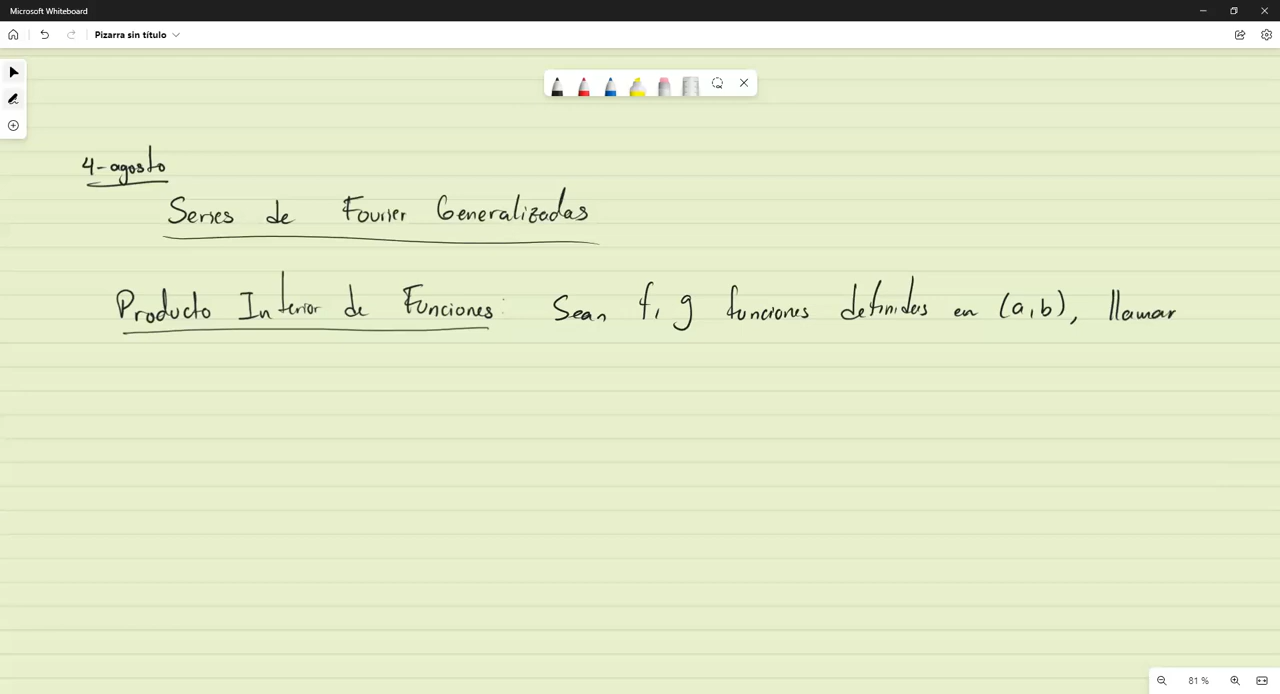 Microsoft Whiteboard
Pizarra sin título
4-agosto
Series de Fourier Generalizadas
Producto Interior de Funciones: Sean f, g funciones definidas en (a,b), llamar
81 %